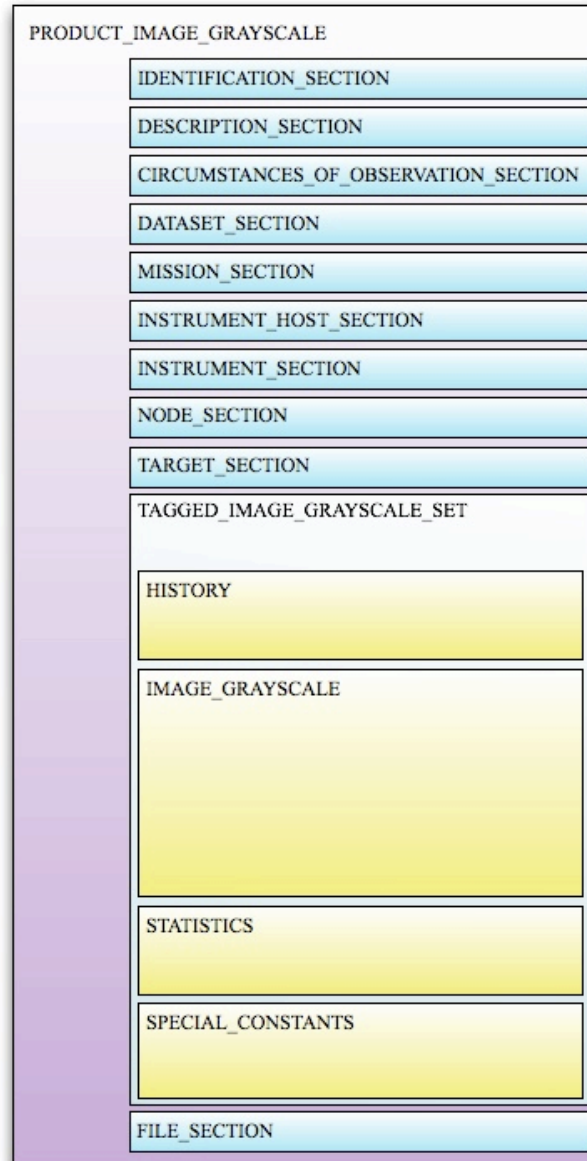 PRODUCT_IMAGE_GRAYSCALE
IDENTIFICATION_SECTION
DESCRIPTION_SECTION
CIRCUMSTANCES_OF_OBSERVATION_SECTION
DATASET_SECTION
MISSION_SECTION
INSTRUMENT_HOST_SECTION
INSTRUMENT_SECTION
NODE_SECTION
TARGET_SECTION
TAGGED_IMAGE_GRAYSCALE_SET
HISTORY
IMAGE_GRAYSCALE
STATISTICS
SPECIAL_CONSTANTS
FILE_SECTION